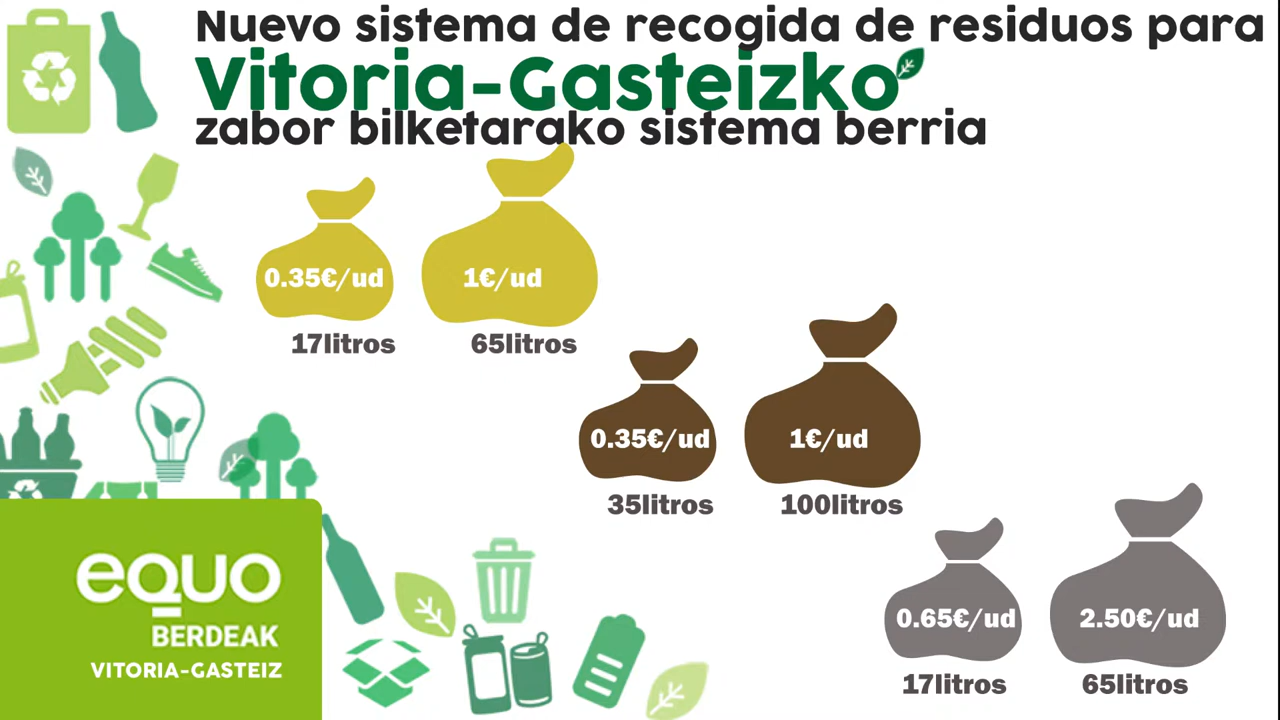 Nuevo sistema de recogida de residuos para
Vitoria-Gasteizko
zabor bilketarako sistema berria
0.35€/ud
1€/ud
17litros
65litros
0.35€/ud
1€/ud
35litros
100litros
0.65€/ud
2.50€/ud
17litros
65litros
equo
BERDEAK
VITORIA-GASTEIZ